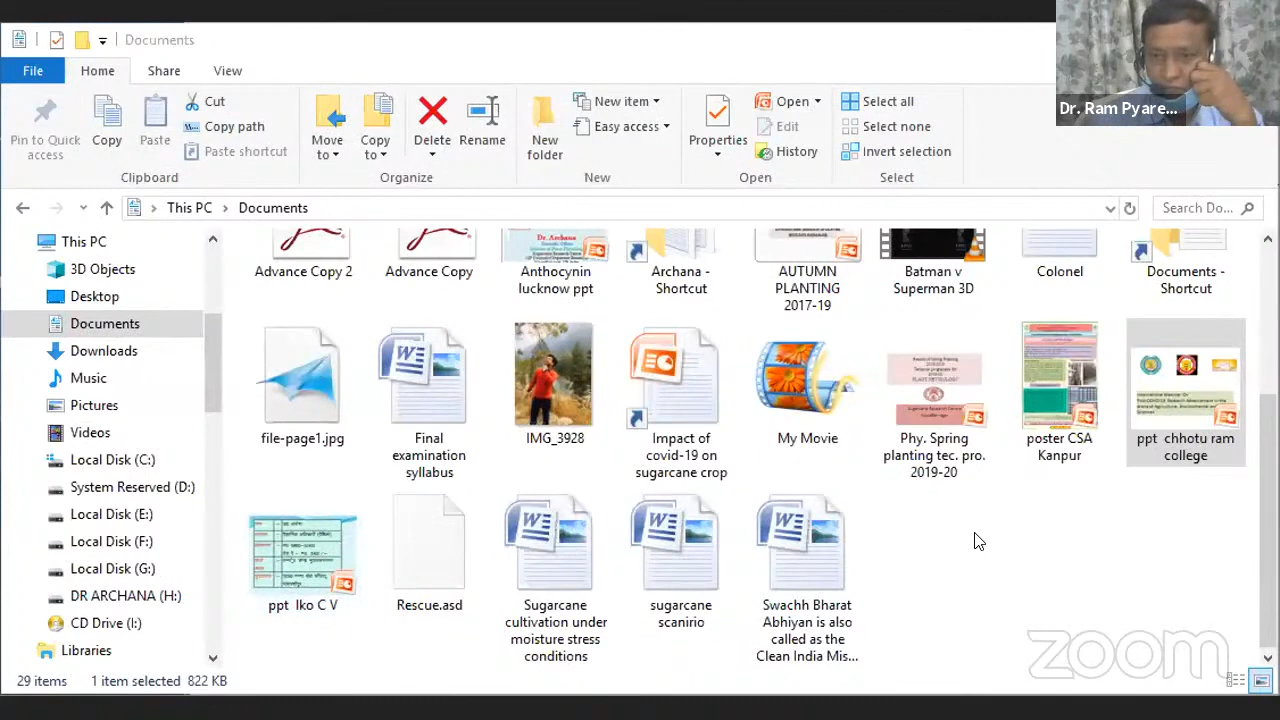 Documents
File
Home
Share
View
Pin to Quick access
Copy
Paste
Cut
Copy path
Paste shortcut
Clipboard
Move to
Copy to
Delete
Rename
Organize
New folder
New item
Easy access
New
Properties
Open
Edit
History
Open
Select all
Select none
Invert selection
Select
Dr. Ram Pyare...
This PC
Documents
Search Do...
This PC
3D Objects
Desktop
Documents
Downloads
Music
Pictures
Videos
Local Disk (C:)
System Reserved (D:)
Local Disk (E:)
Local Disk (F:)
Local Disk (G:)
DR ARCHANA (H:)
CD Drive (I:)
Libraries
Dr. Archana
Advance Copy 2
Advance Copy
Anthocynin
lucknow ppt
Archana -
Shortcut
AUTUMN
PLANTING
2017-19
Batman v
Superman 3D
Colonel
Documents -
Shortcut
file-page1.jpg
Final
examination
syllabus
IMG_3928
Impact of
covid-19 on
sugarcane crop
My Movie
Phy. Spring
planting tec. pro.
2019-20
poster CSA
Kanpur
ppt chhotu ram
college
ppt lko C V
Rescue.asd
Sugarcane
cultivation under
moisture stress
conditions
sugarcane
scanirio
Swachh Bharat
Abhiyan is also
called as the
Clean India Mis...
zoom
29 items
1 item selected 822 KB